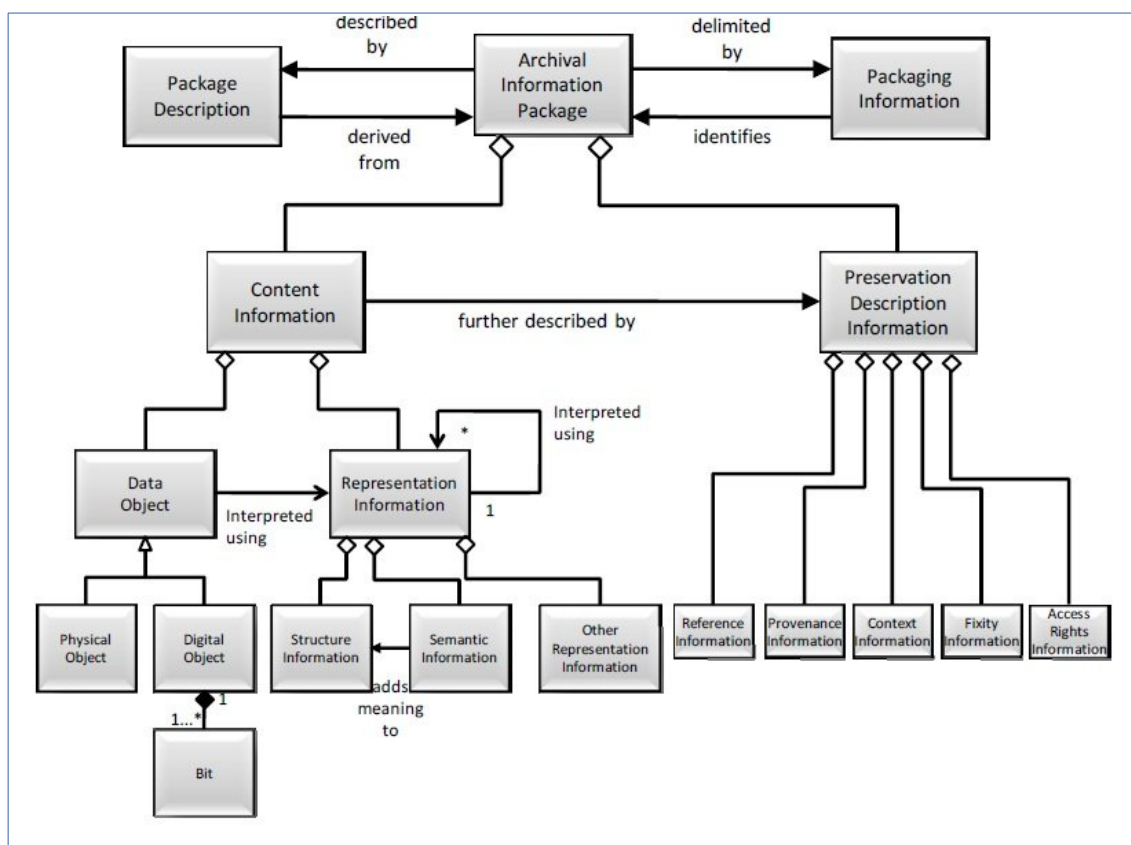 described
by
delimited
by
Package
Description
Archival
Information
Package
Packaging
Information
derived
from
identifies
Content
Information
Preservation
Description
Information
further described by
Interpreted
using
*
Data
Object
Representation
Information
Interpreted
using
1
Physical
Object
Digital
Object
Structure
Information
Semantic
Information
Other
Representation
Information
Reference
Information
Provenance
Information
Context
Information
Fixity
Information
Access
Rights
Information
adds
meaning
to
1
1...*
Bit